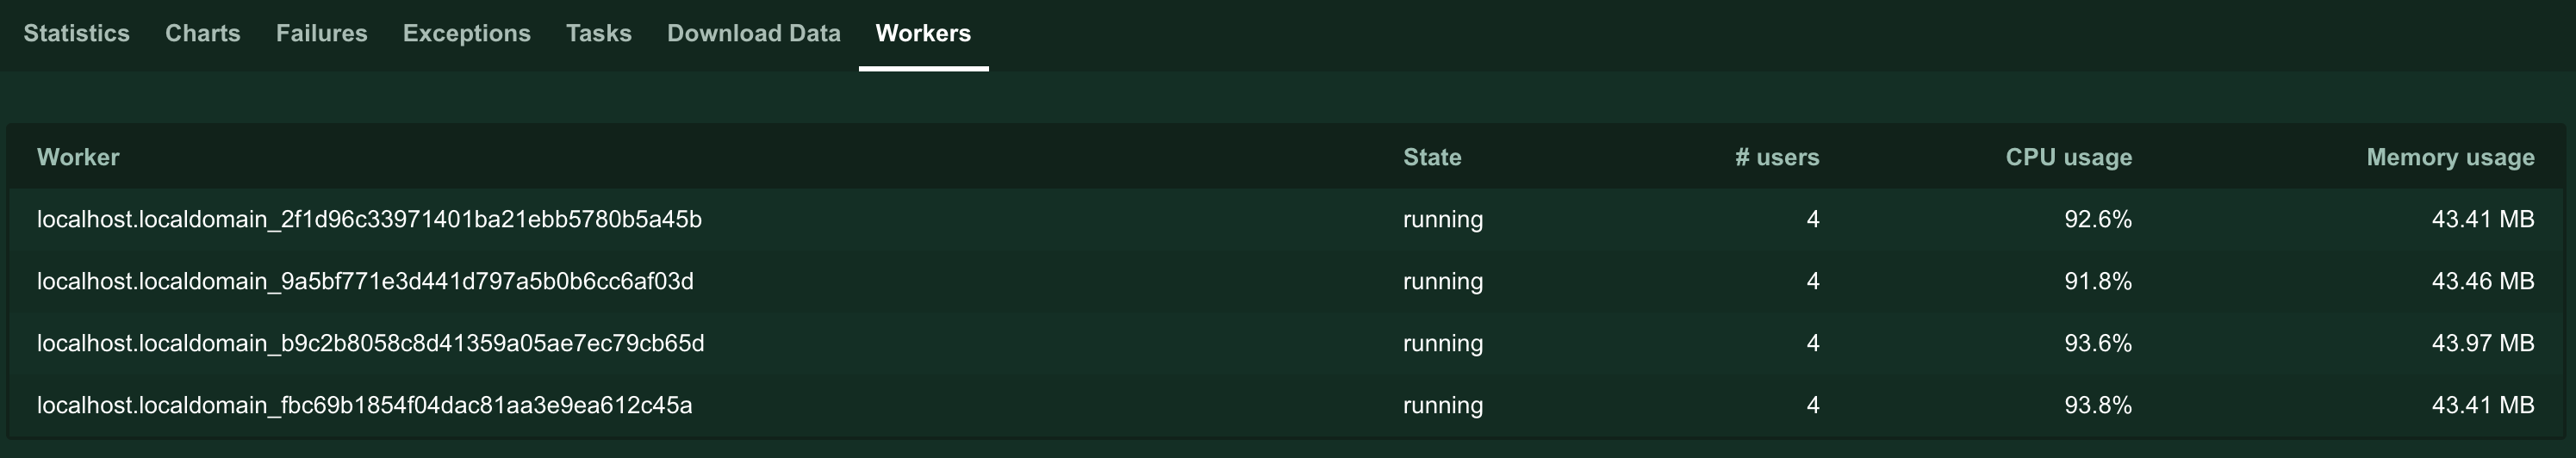 Statistics Charts Failures Exceptions Tasks Download Data Workers
Worker State # users CPU usage Memory usage
localhost.localdomain_2f1d96c33971401ba21ebb5780b5a45b running 4 92.6% 43.41 MB
localhost.localdomain_9a5bf771e3d441d797a5b0b6cc6af03d running 4 91.8% 43.46 MB
localhost.localdomain_b9c2b8058c8d41359a05ae7ec79cb65d running 4 93.6% 43.97 MB
localhost.localdomain_fbc69b1854f04dac81aa3e9ea612c45a running 4 93.8% 43.41 MB